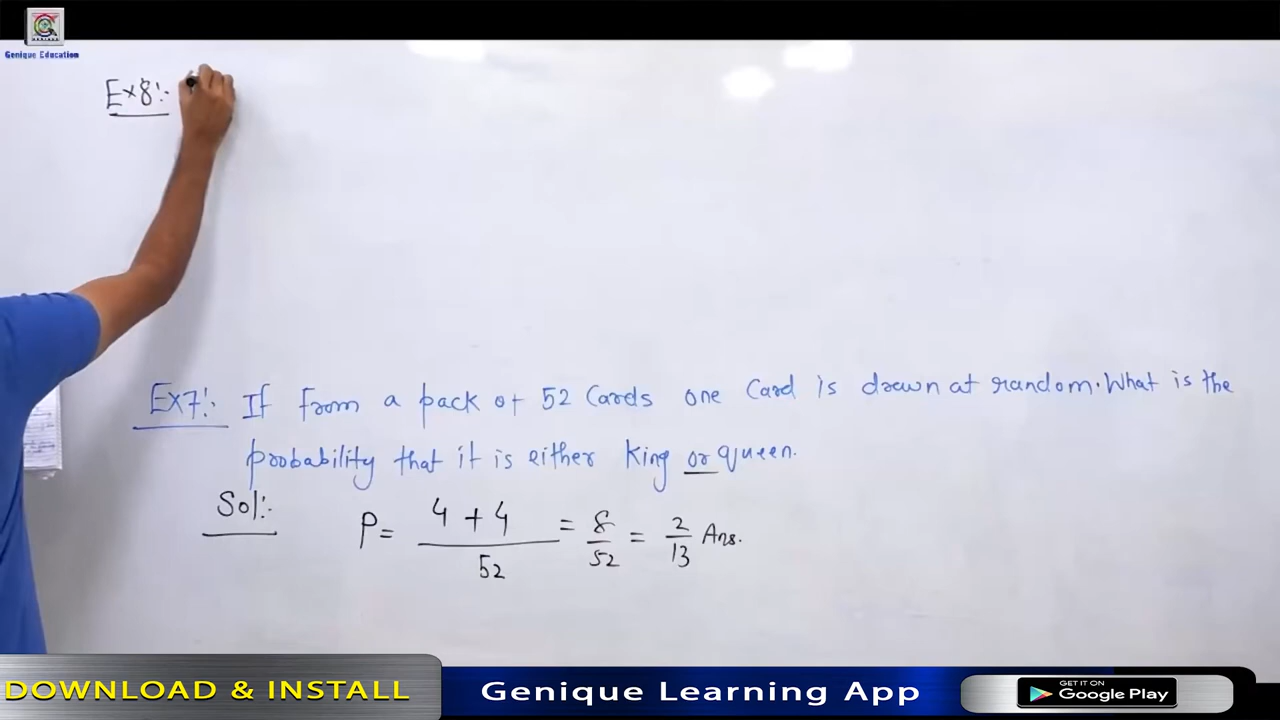 GENIQUE
Genique Education
Ex8:-
Ex7:- If from a pack of 52 Cards one Card is drawn at random. What is the
probability that it is either king or queen.
Sol:-
P = 4 + 4 / 52 = 8/52 = 2/13 Ans.
DOWNLOAD & INSTALL
Genique Learning App
GET IT ON
Google Play